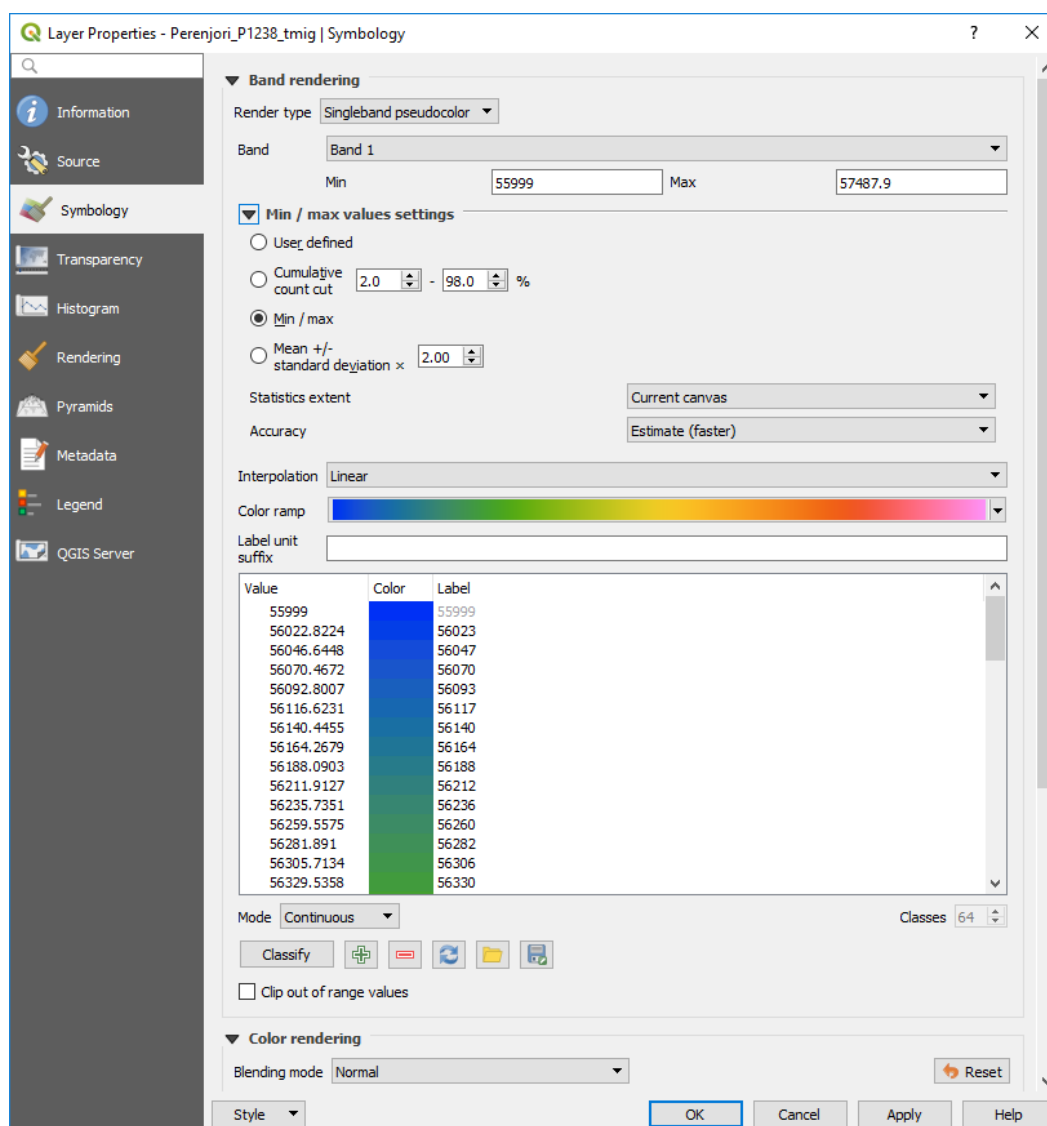 Layer Properties - Perenjori_P1238_tmig | Symbology ?
Information
Source
Symbology
Transparency
Histogram
Rendering
Pyramids
Metadata
Legend
QGIS Server
Band rendering
Render type Singleband pseudocolor
Band Band 1
Min 55999 Max 57487.9
Min / max values settings
User defined
Cumulative
count cut 2.0 - 98.0 %
Min / max
Mean +/-
standard deviation × 2.00
Statistics extent Current canvas
Accuracy Estimate (faster)
Interpolation Linear
Color ramp
Label unit
suffix
Value Color Label
55999 55999
56022.8224 56023
56046.6448 56047
56070.4672 56070
56092.8007 56093
56116.6231 56117
56140.4455 56140
56164.2679 56164
56188.0903 56188
56211.9127 56212
56235.7351 56236
56259.5575 56260
56281.891 56282
56305.7134 56306
56329.5358 56330
Mode Continuous Classes 64
Classify
Clip out of range values
Color rendering
Blending mode Normal Reset
Style OK Cancel Apply Help